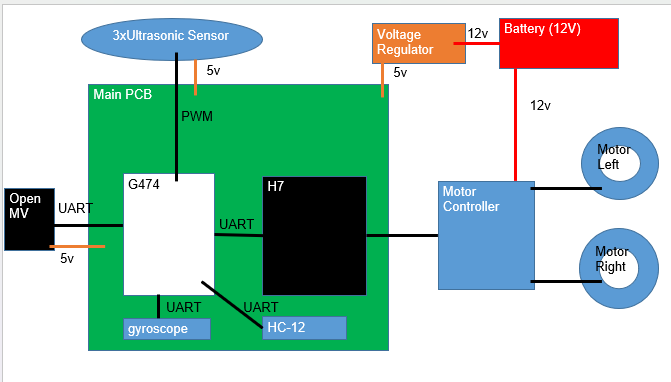 3xUltrasonic Sensor
Voltage
Regulator
12v
Battery (12V)
5v
5v
Main PCB
12v
PWM
Motor
Left
G474
H7
Motor
Controller
Open
MV
UART
UART
5v
Motor
Right
UART
UART
gyroscope
HC-12